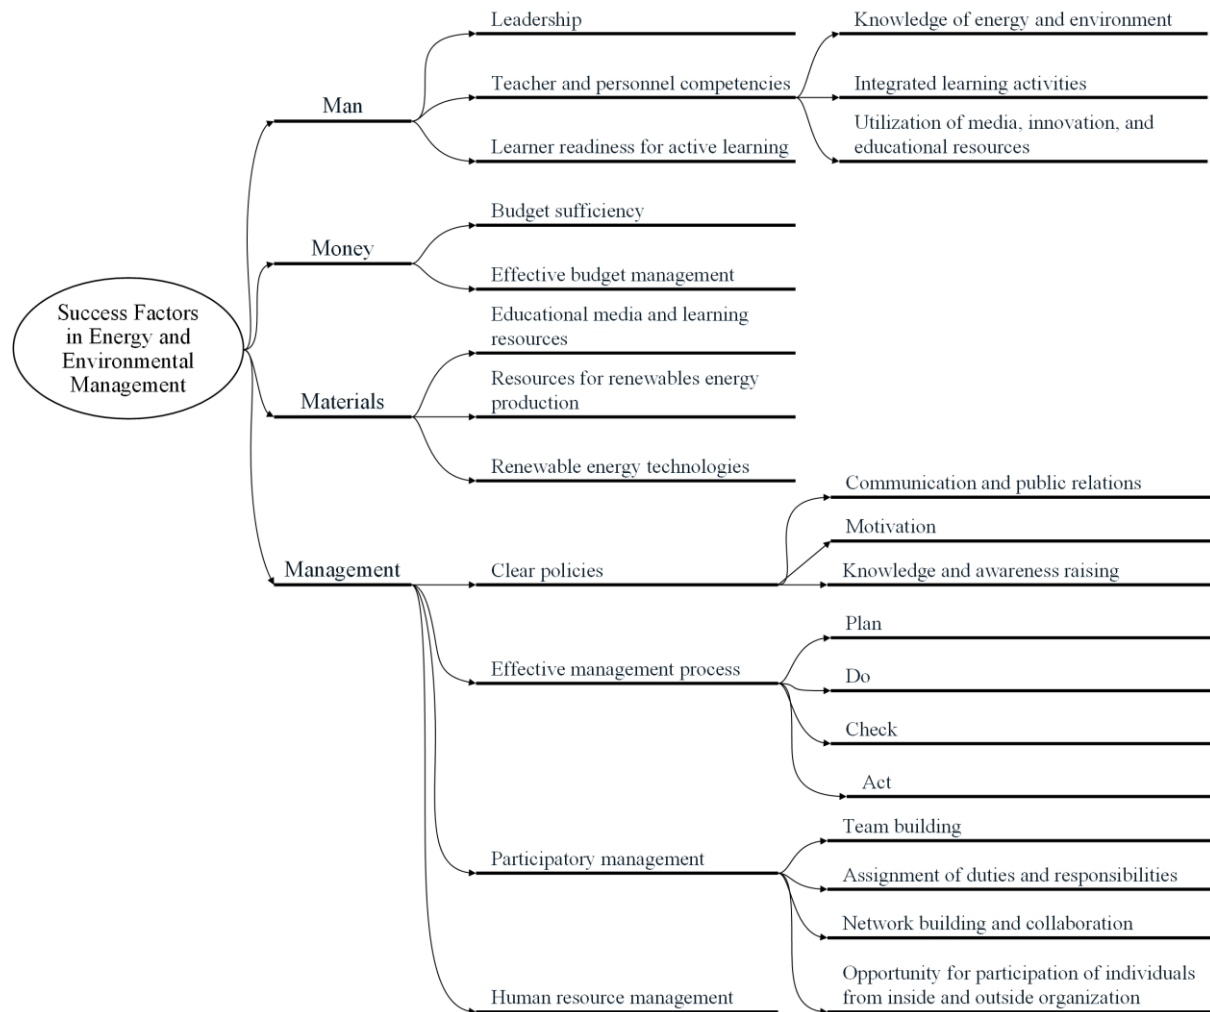 Success Factors
in Energy and
Environmental
Management
Man
Leadership
Teacher and personnel competencies
Knowledge of energy and environment
Integrated learning activities
Utilization of media, innovation, and
educational resources
Learner readiness for active learning
Money
Budget sufficiency
Effective budget management
Materials
Educational media and learning
resources
Resources for renewables energy
production
Renewable energy technologies
Management
Clear policies
Communication and public relations
Motivation
Knowledge and awareness raising
Effective management process
Plan
Do
Check
Act
Participatory management
Team building
Assignment of duties and responsibilities
Network building and collaboration
Opportunity for participation of individuals
from inside and outside organization
Human resource management